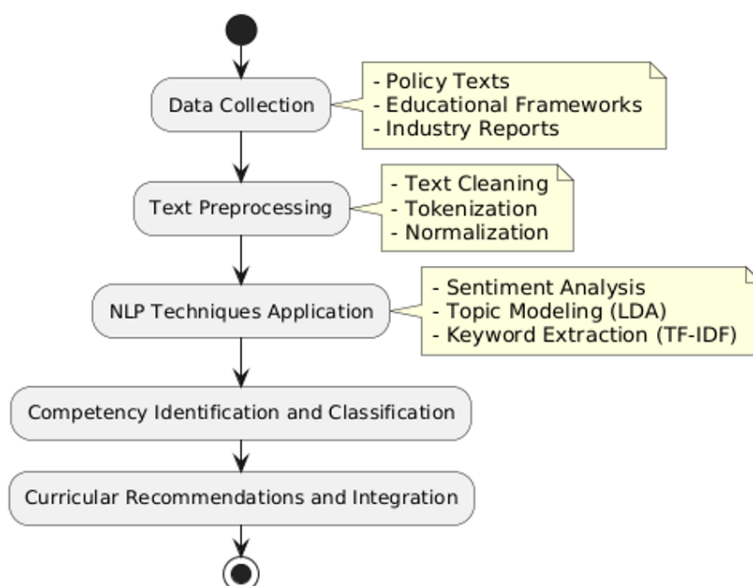 Data Collection
- Policy Texts
- Educational Frameworks
- Industry Reports
Text Preprocessing
- Text Cleaning
- Tokenization
- Normalization
NLP Techniques Application
- Sentiment Analysis
- Topic Modeling (LDA)
- Keyword Extraction (TF-IDF)
Competency Identification and Classification
Curricular Recommendations and Integration